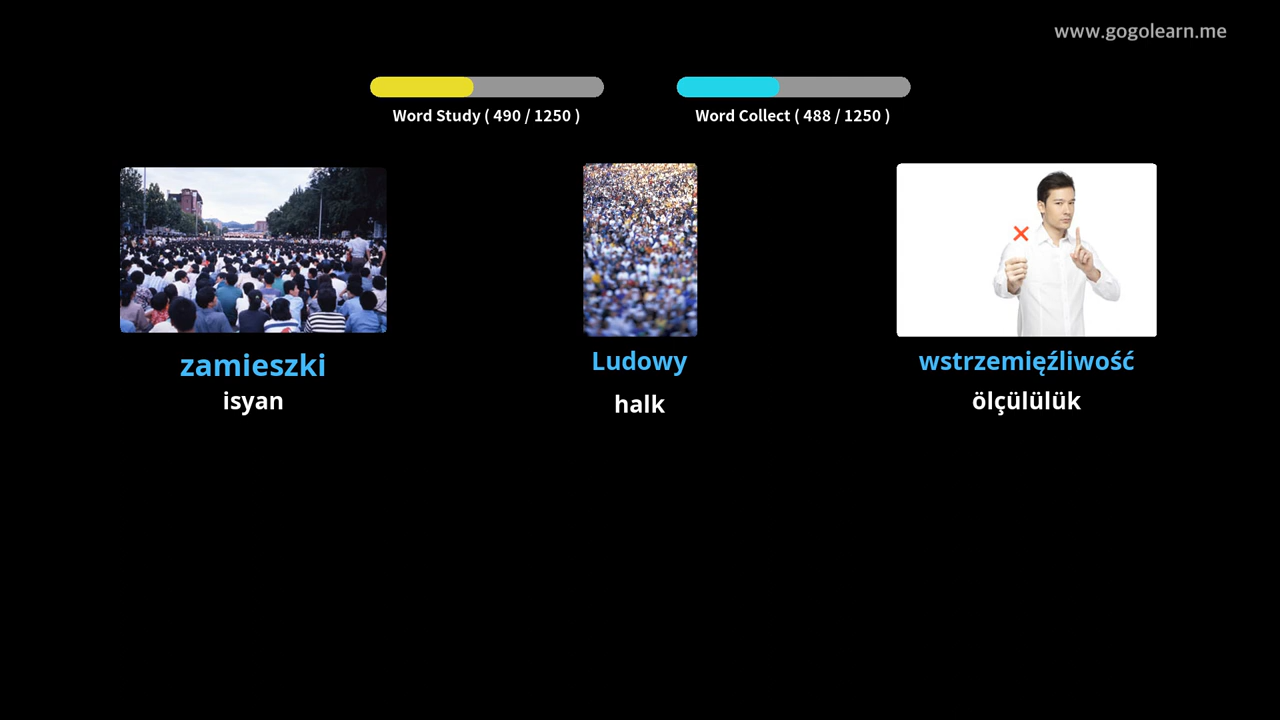 www.gogolearn.me
Word Study ( 490 / 1250 )
Word Collect ( 488 / 1250 )
zamieszki
isyan
Ludowy
halk
wstrzemięźliwość
ölçülülük